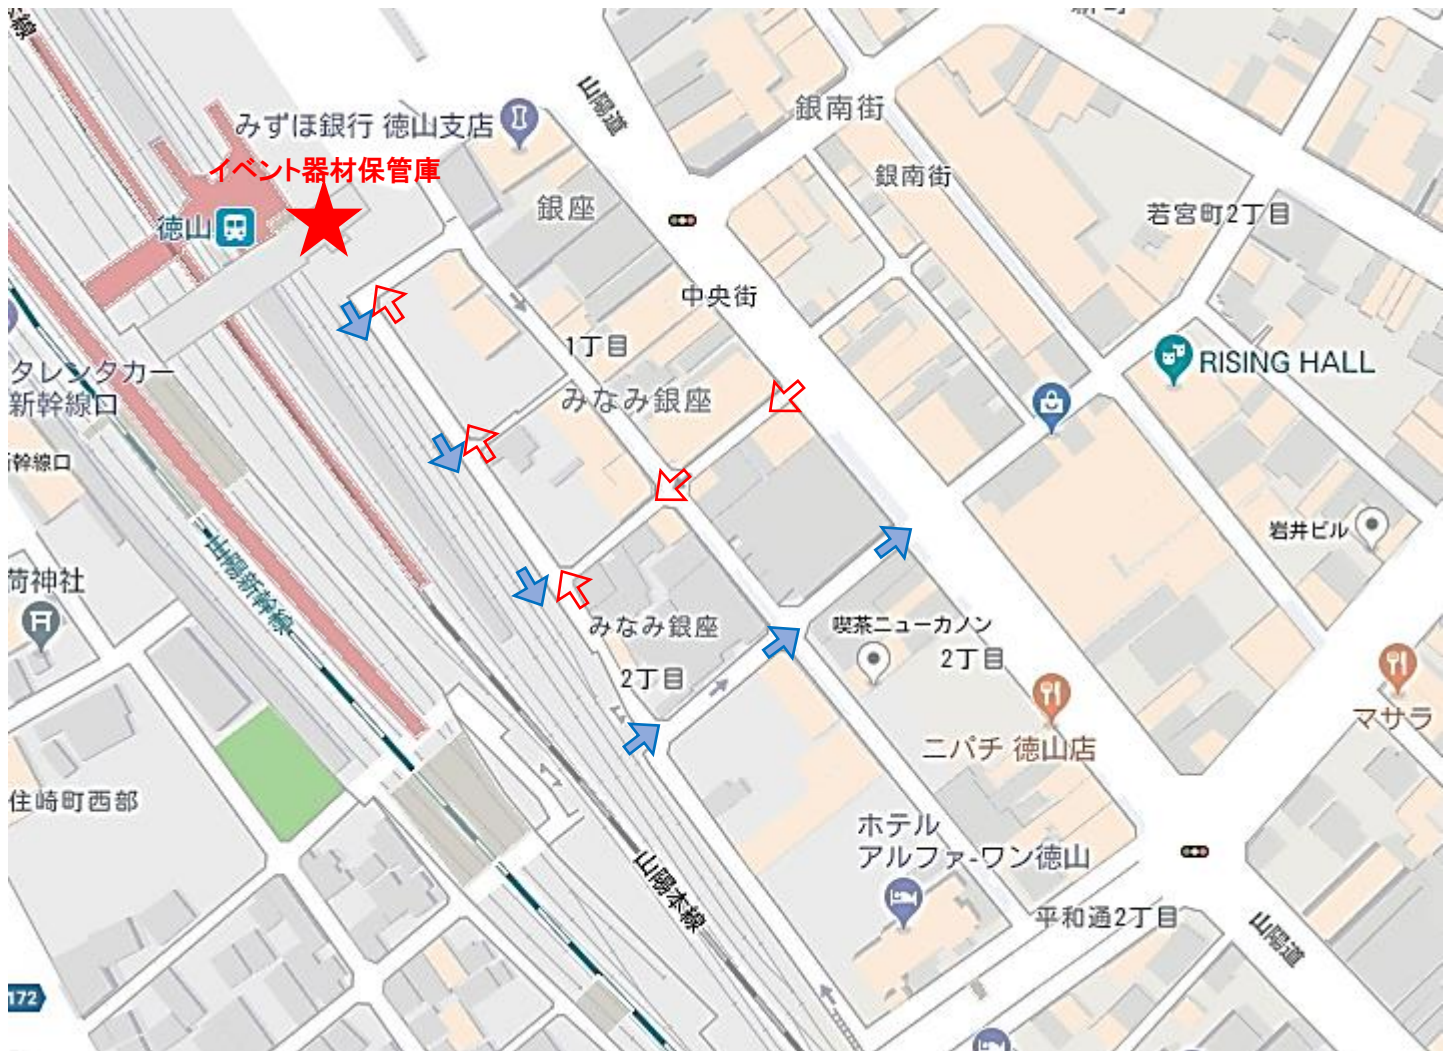 山陽道
銀南街
みずほ銀行 徳山支店
イベント器材保管庫
銀南街
銀座
若宮町2丁目
徳山
中央街
1丁目
RISING HALL
タレンタカー
新幹線口
みなみ銀座
幹線口
岩井ビル
山陽新幹線
荷神社
みなみ銀座
喫茶ニューカノン
2丁目
2丁目
マサラ
ニパチ 徳山店
住崎町西部
ホテル
アルファーワン徳山
山陽本線
平和通2丁目
山陽道
172